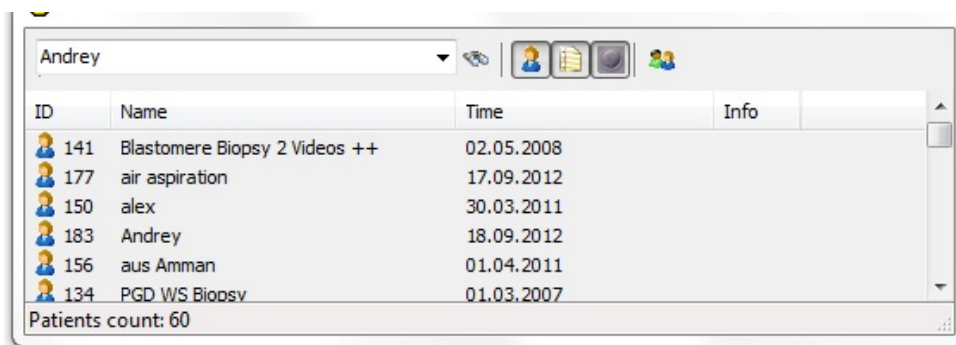 Andrey
ID Name Time Info
141 Blastomere Biopsy 2 Videos ++ 02.05.2008
177 air aspiration 17.09.2012
150 alex 30.03.2011
183 Andrey 18.09.2012
156 aus Amman 01.04.2011
134 PGD WS Biopsy 01.03.2007
Patients count: 60